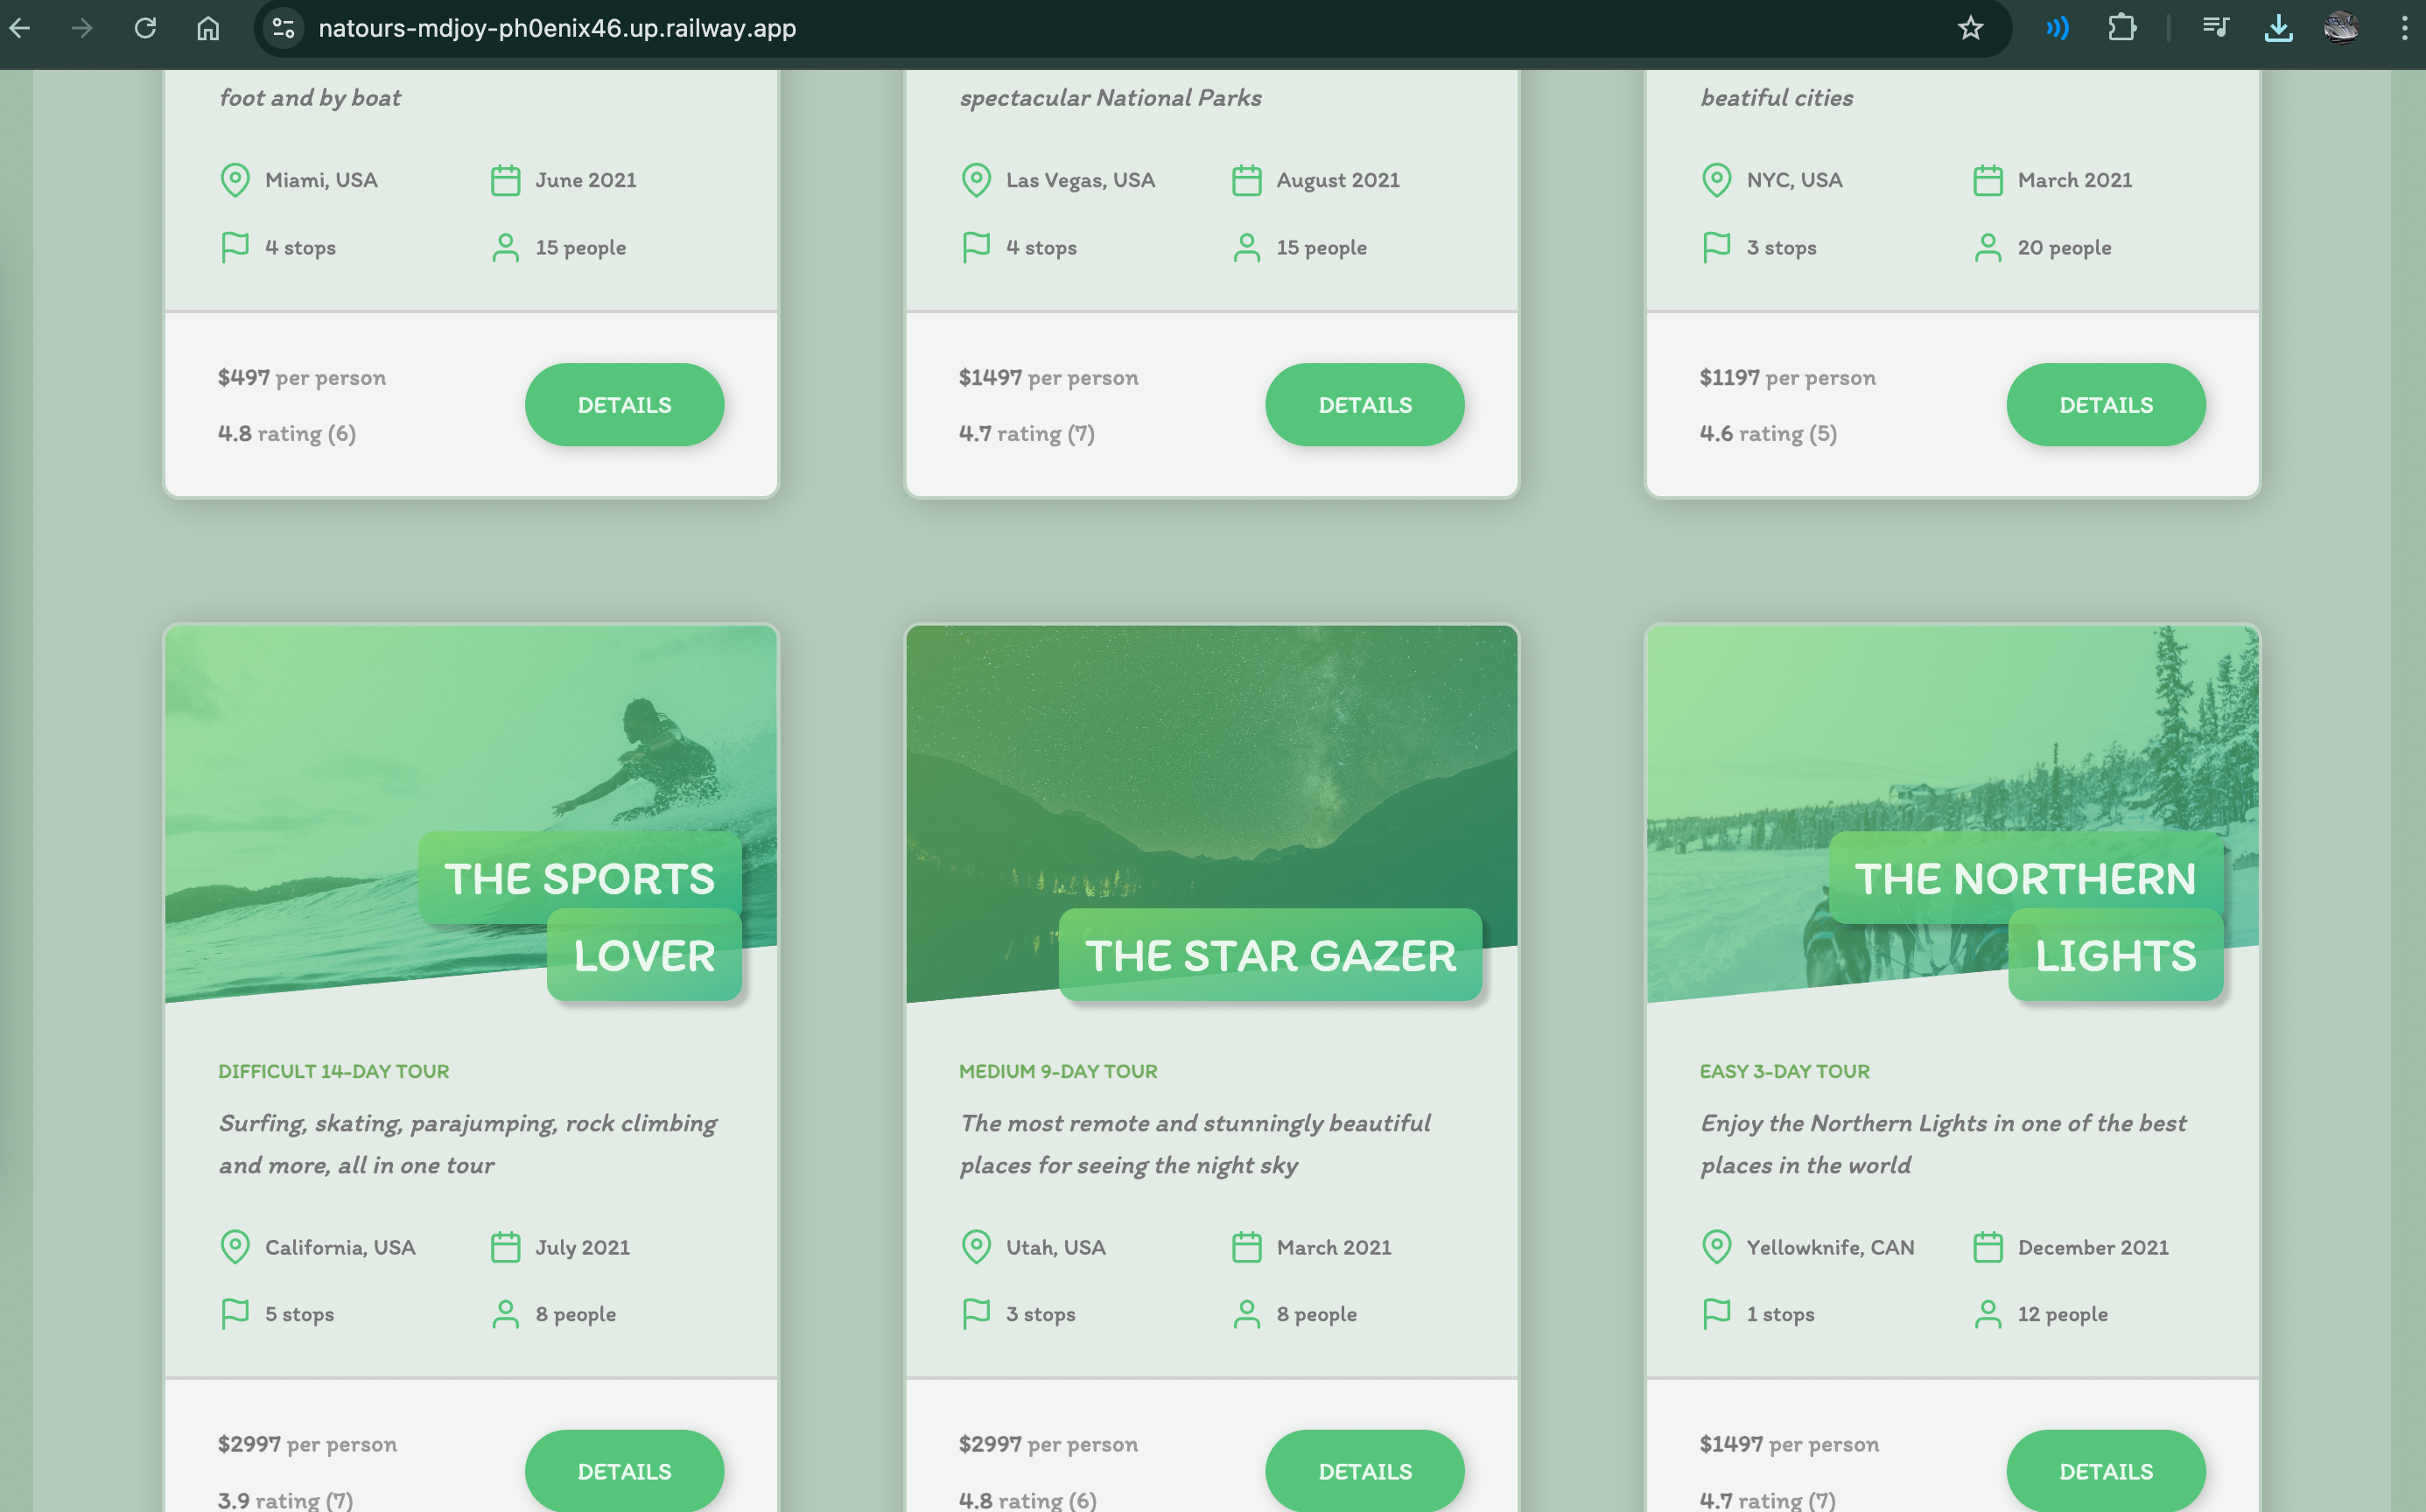 natours-mdjoy-ph0enix46.up.railway.app
foot and by boat
Miami, USA
June 2021
4 stops
15 people
$497 per person
4.8 rating (6)
DETAILS
spectacular National Parks
Las Vegas, USA
August 2021
4 stops
15 people
$1497 per person
4.7 rating (7)
DETAILS
beatiful cities
NYC, USA
March 2021
3 stops
20 people
$1197 per person
4.6 rating (5)
DETAILS
THE SPORTS
LOVER
DIFFICULT 14-DAY TOUR
Surfing, skating, parajumping, rock climbing
and more, all in one tour
California, USA
July 2021
5 stops
8 people
$2997 per person
3.9 rating (7)
DETAILS
THE STAR GAZER
MEDIUM 9-DAY TOUR
The most remote and stunningly beautiful
places for seeing the night sky
Utah, USA
March 2021
3 stops
8 people
$2997 per person
4.8 rating (6)
DETAILS
THE NORTHERN
LIGHTS
EASY 3-DAY TOUR
Enjoy the Northern Lights in one of the best
places in the world
Yellowknife, CAN
December 2021
1 stops
12 people
$1497 per person
4.7 rating (7)
DETAILS